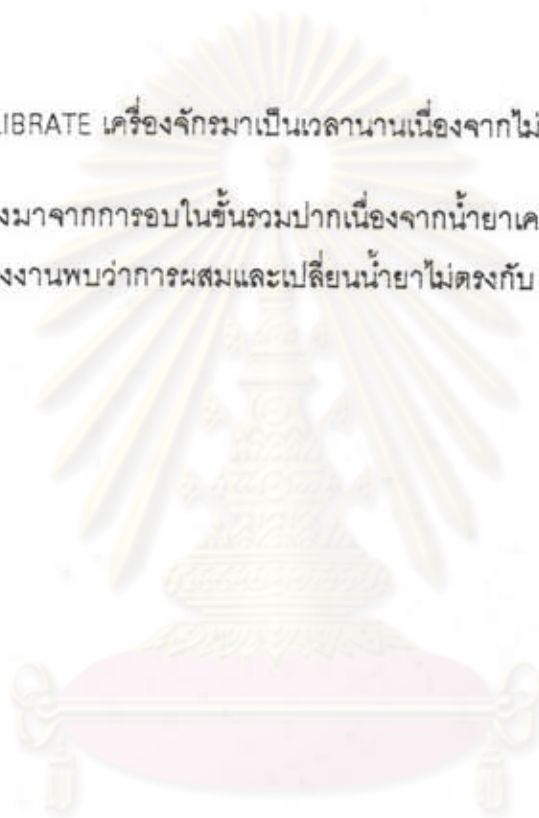 LIBRATE เครื่องจักรมาเป็นเวลานานเนื่องจากไม่
งมาจากการอบในขั้นรวมปากเนื่องจากน้ำยาเค
งงานพบว่าการผสมและเปลี่ยนน้ำยาไม่ตรงกับ